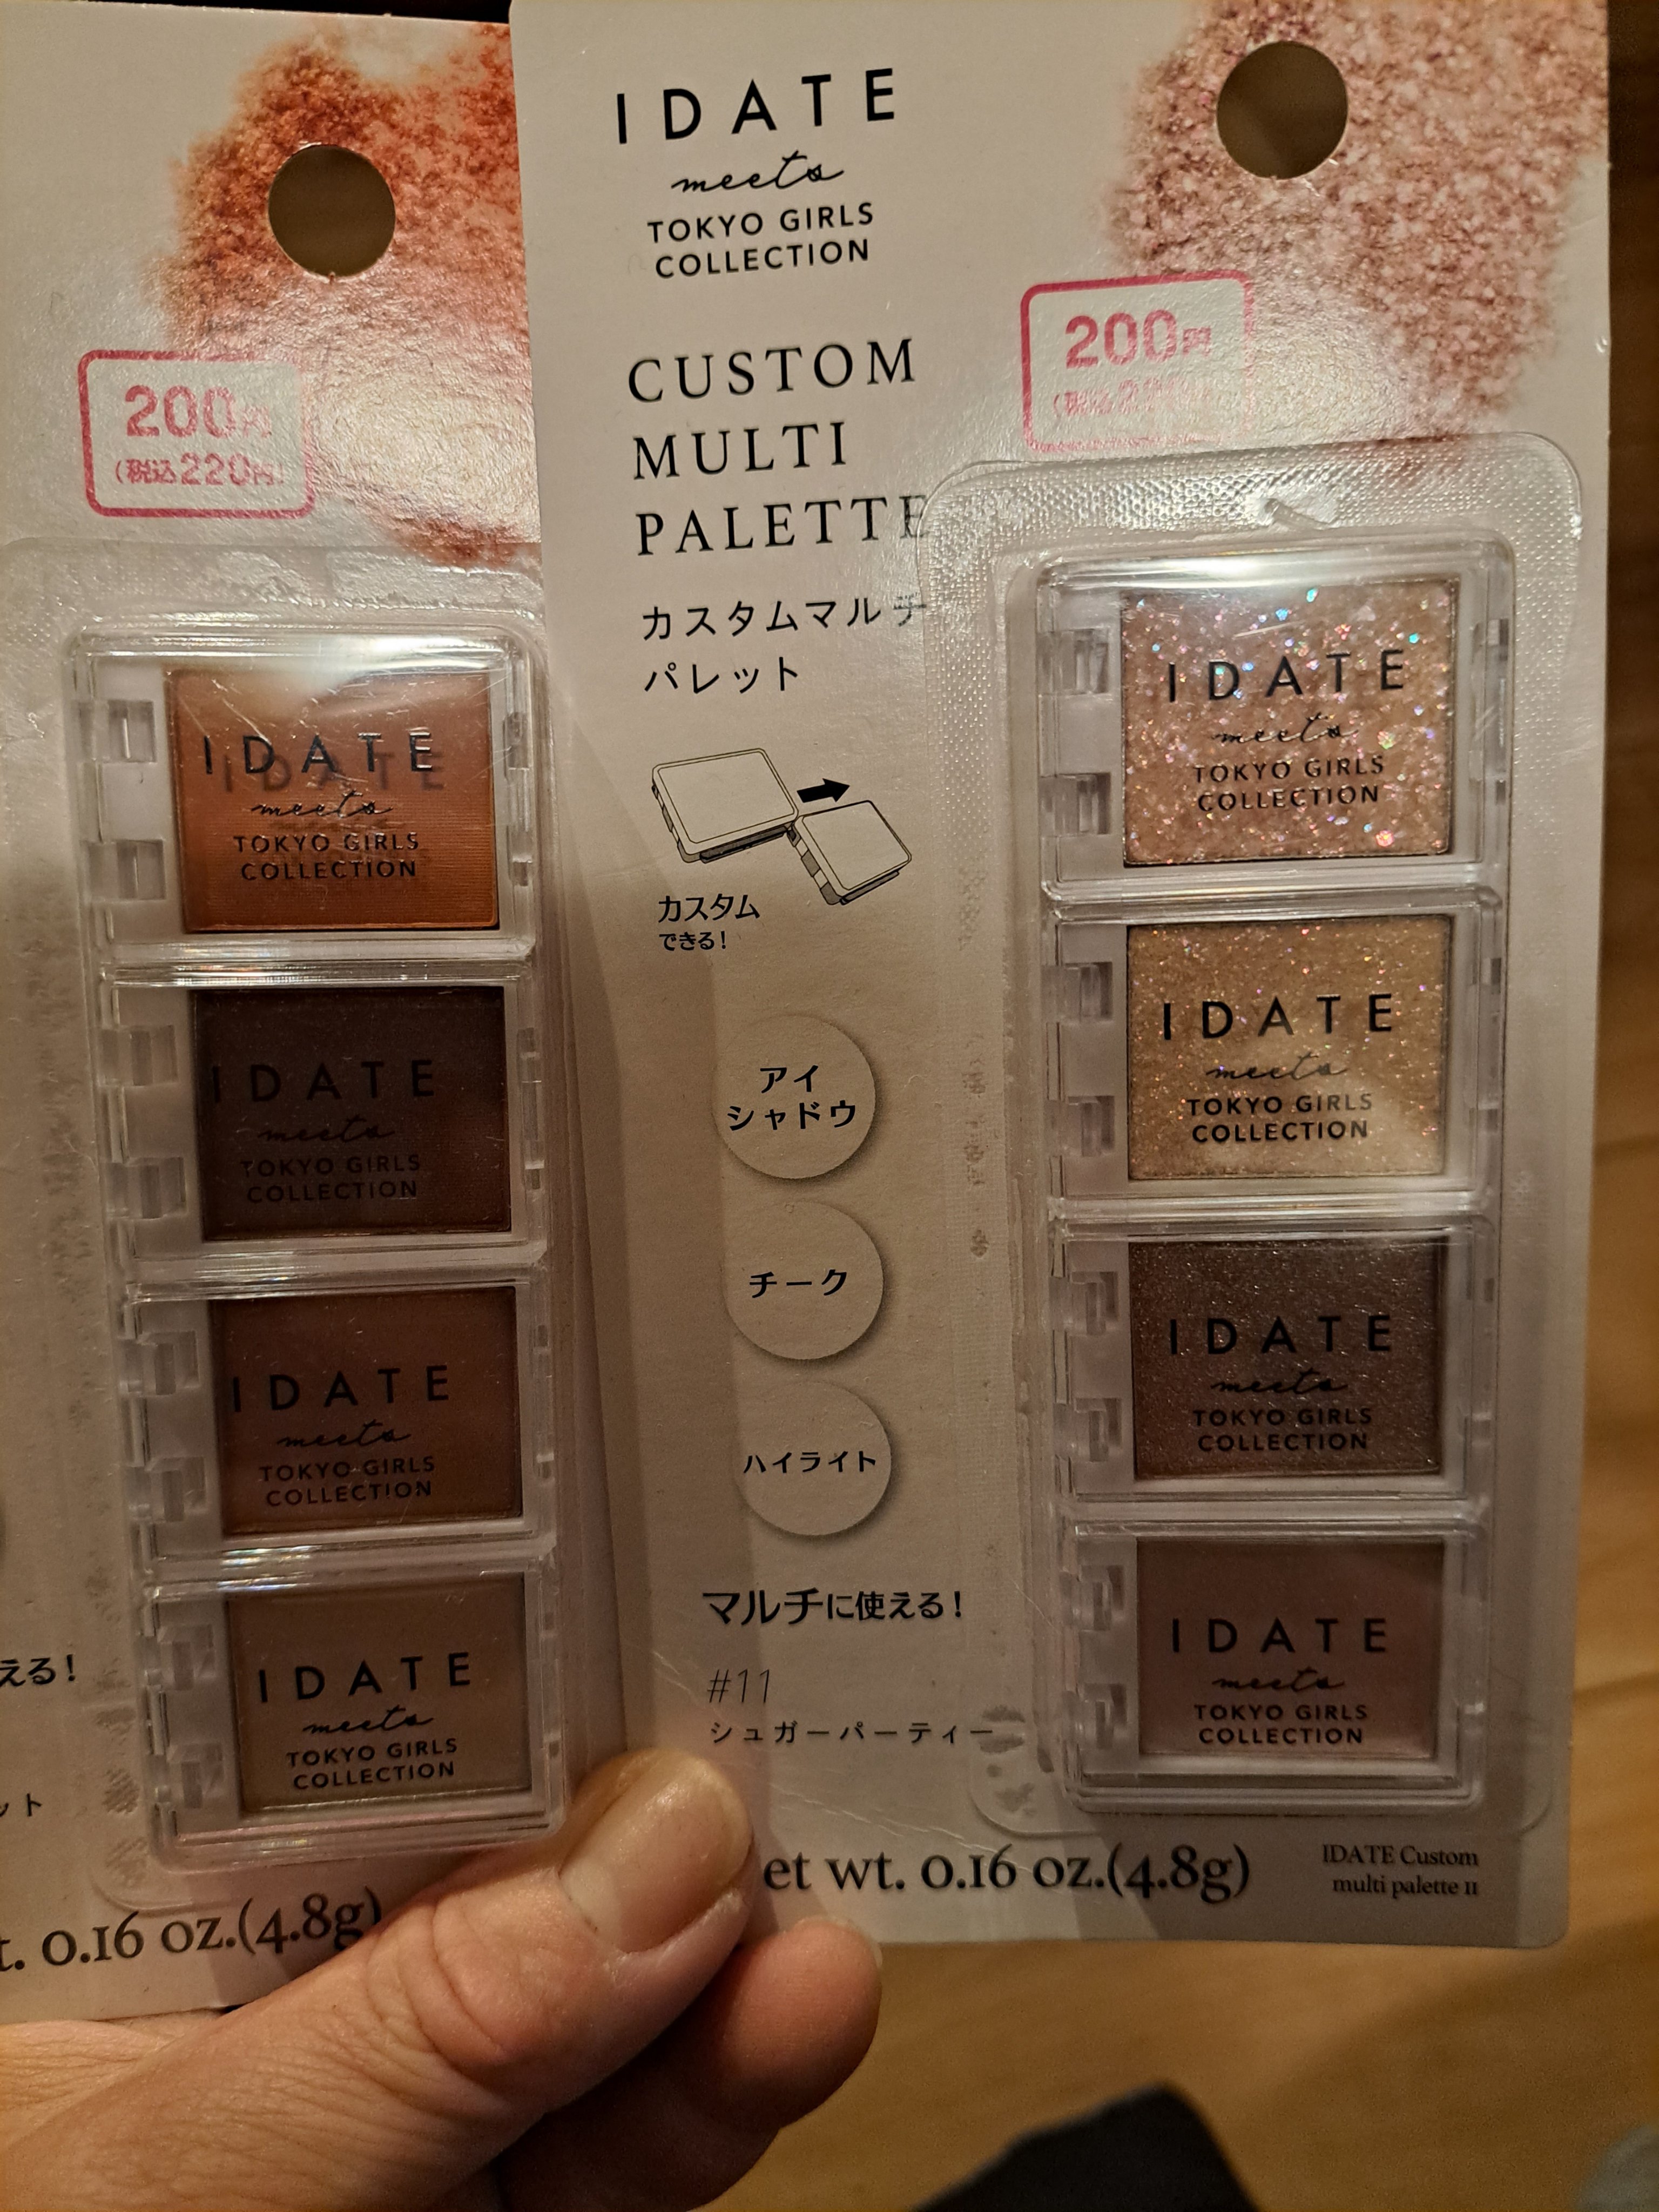 200円
(税込220円)
IDATE
meets
TOKYO GIRLS
COLLECTION
IDATE
meets
TOKYO GIRLS
COLLECTION
IDATE
meets
TOKYO GIRLS
COLLECTION
IDATE
meets
TOKYO GIRLS
COLLECTION
える!
ット
t. 0.16 oz.(4.8g)
IDATE
meets
TOKYO GIRLS
COLLECTION
200円
CUSTOM
MULTI
PALETTE
カスタムマルチ
パレット
カスタム
できる!
アイ
シャドウ
チーク
ハイライト
マルチに使える!
#11
シュガーパーティー
IDATE
meets
TOKYO GIRLS
COLLECTION
IDATE
meets
TOKYO GIRLS
COLLECTION
IDATE
meets
TOKYO GIRLS
COLLECTION
IDATE
meets
TOKYO GIRLS
COLLECTION
et wt. 0.16 oz.(4.8g)
IDATE Custom
multi palette 11